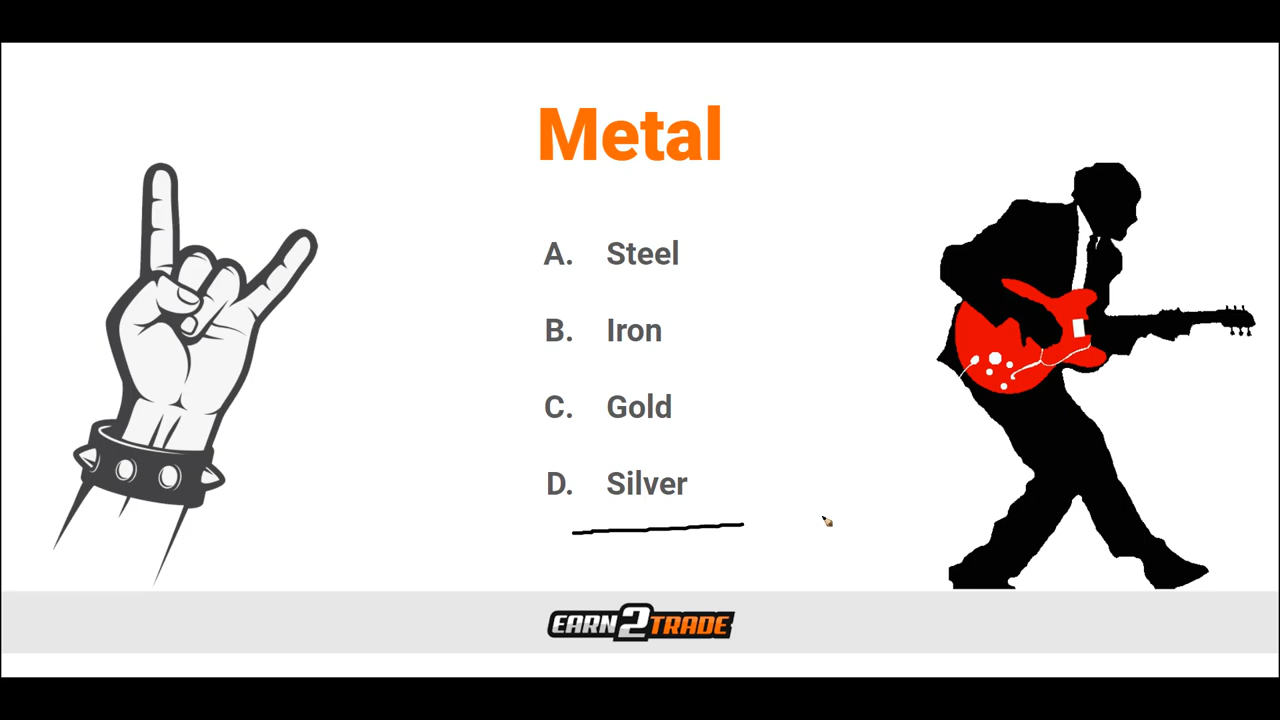 Metal
A. Steel
B. Iron
C. Gold
D. Silver
EARN2TRADE